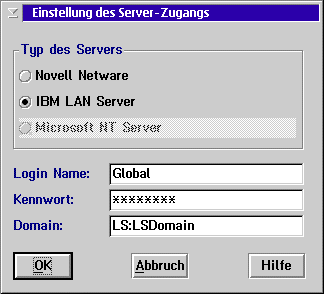 Einstellung des Server-Zugangs
Typ des Servers
Novell Netware
IBM LAN Server
Microsoft NT Server
Login Name: Global
Kennwort: ********
Domain: LS:LSDomain
OK Abbruch Hilfe